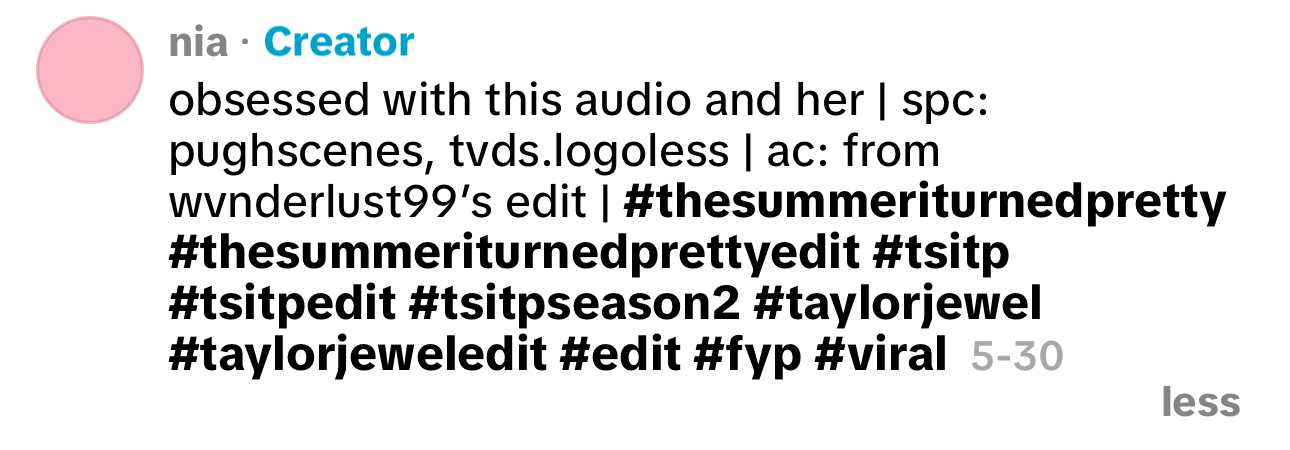 nia · Creator
obsessed with this audio and her | spc:
pughscenes, tvds.logoless | ac: from
wvnderlust99’s edit | #thesummeriturnedpretty
#thesummeriturnedprettyedit #tsitp
#tsitpedit #tsitpseason2 #taylorjewel
#taylorjeweledit #edit #fyp #viral 5-30
less